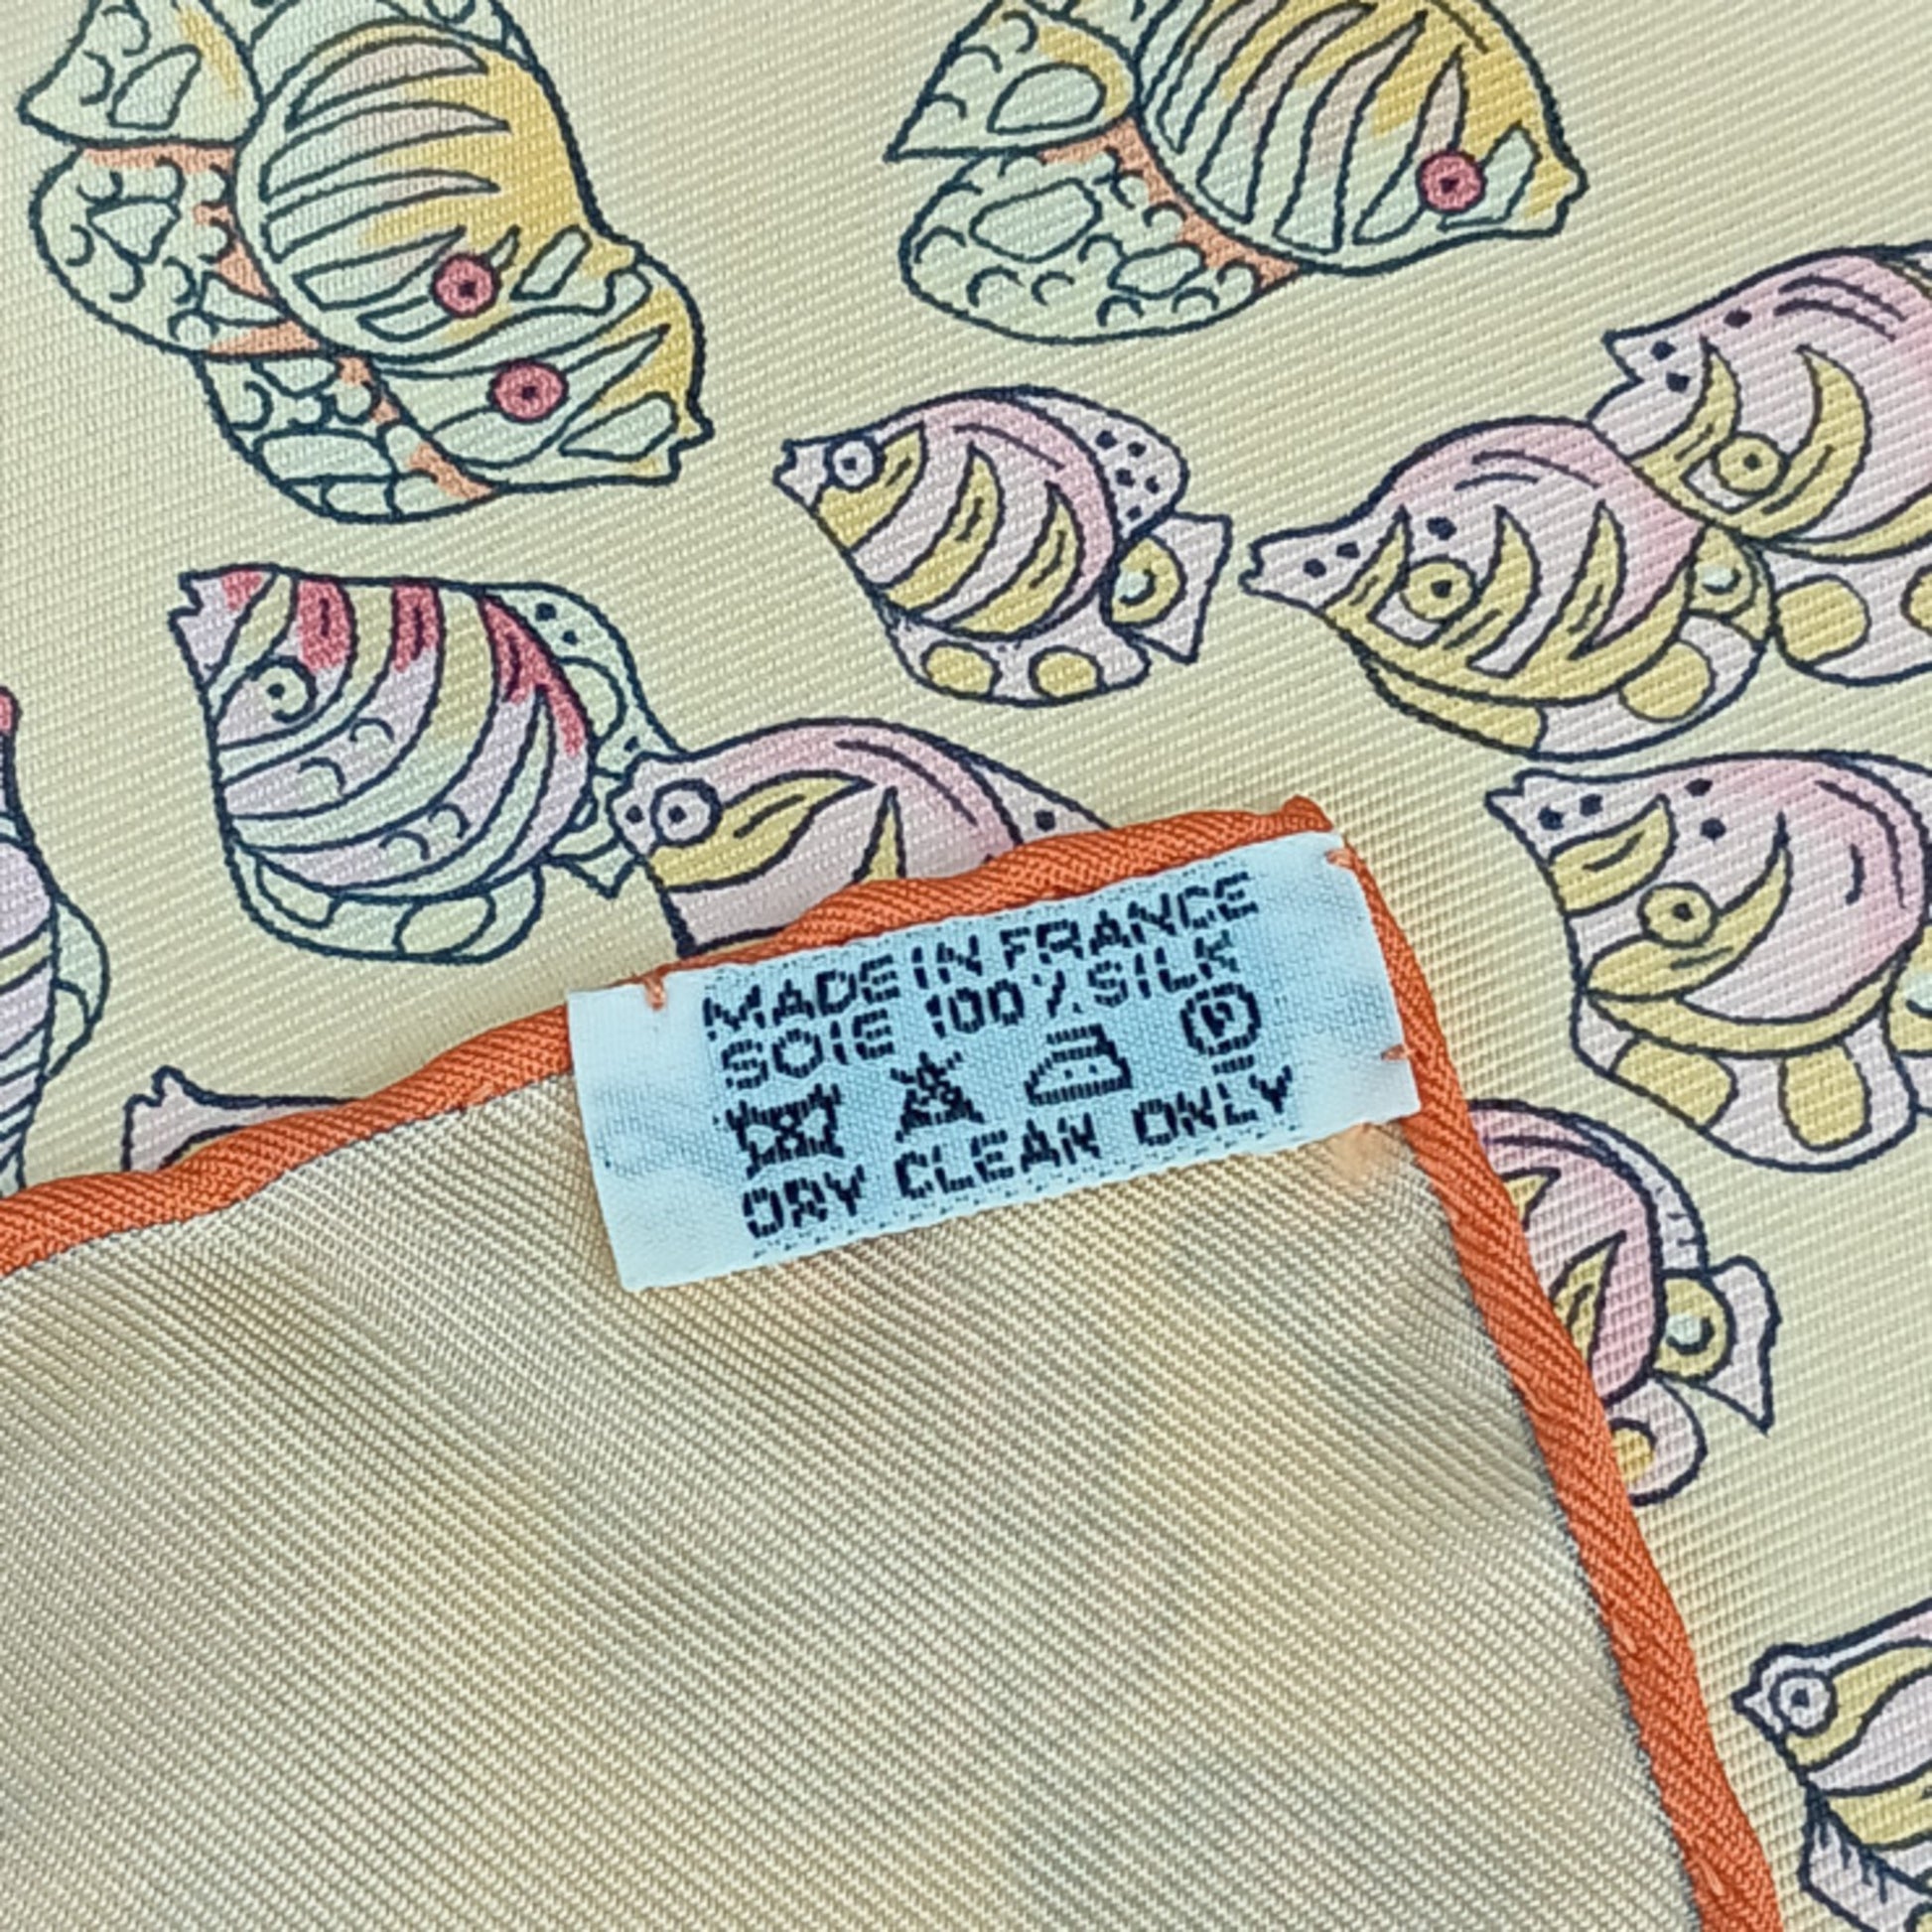 MADE IN FRANCE
SOIE 100% SILK
P
DRY CLEAN ONLY